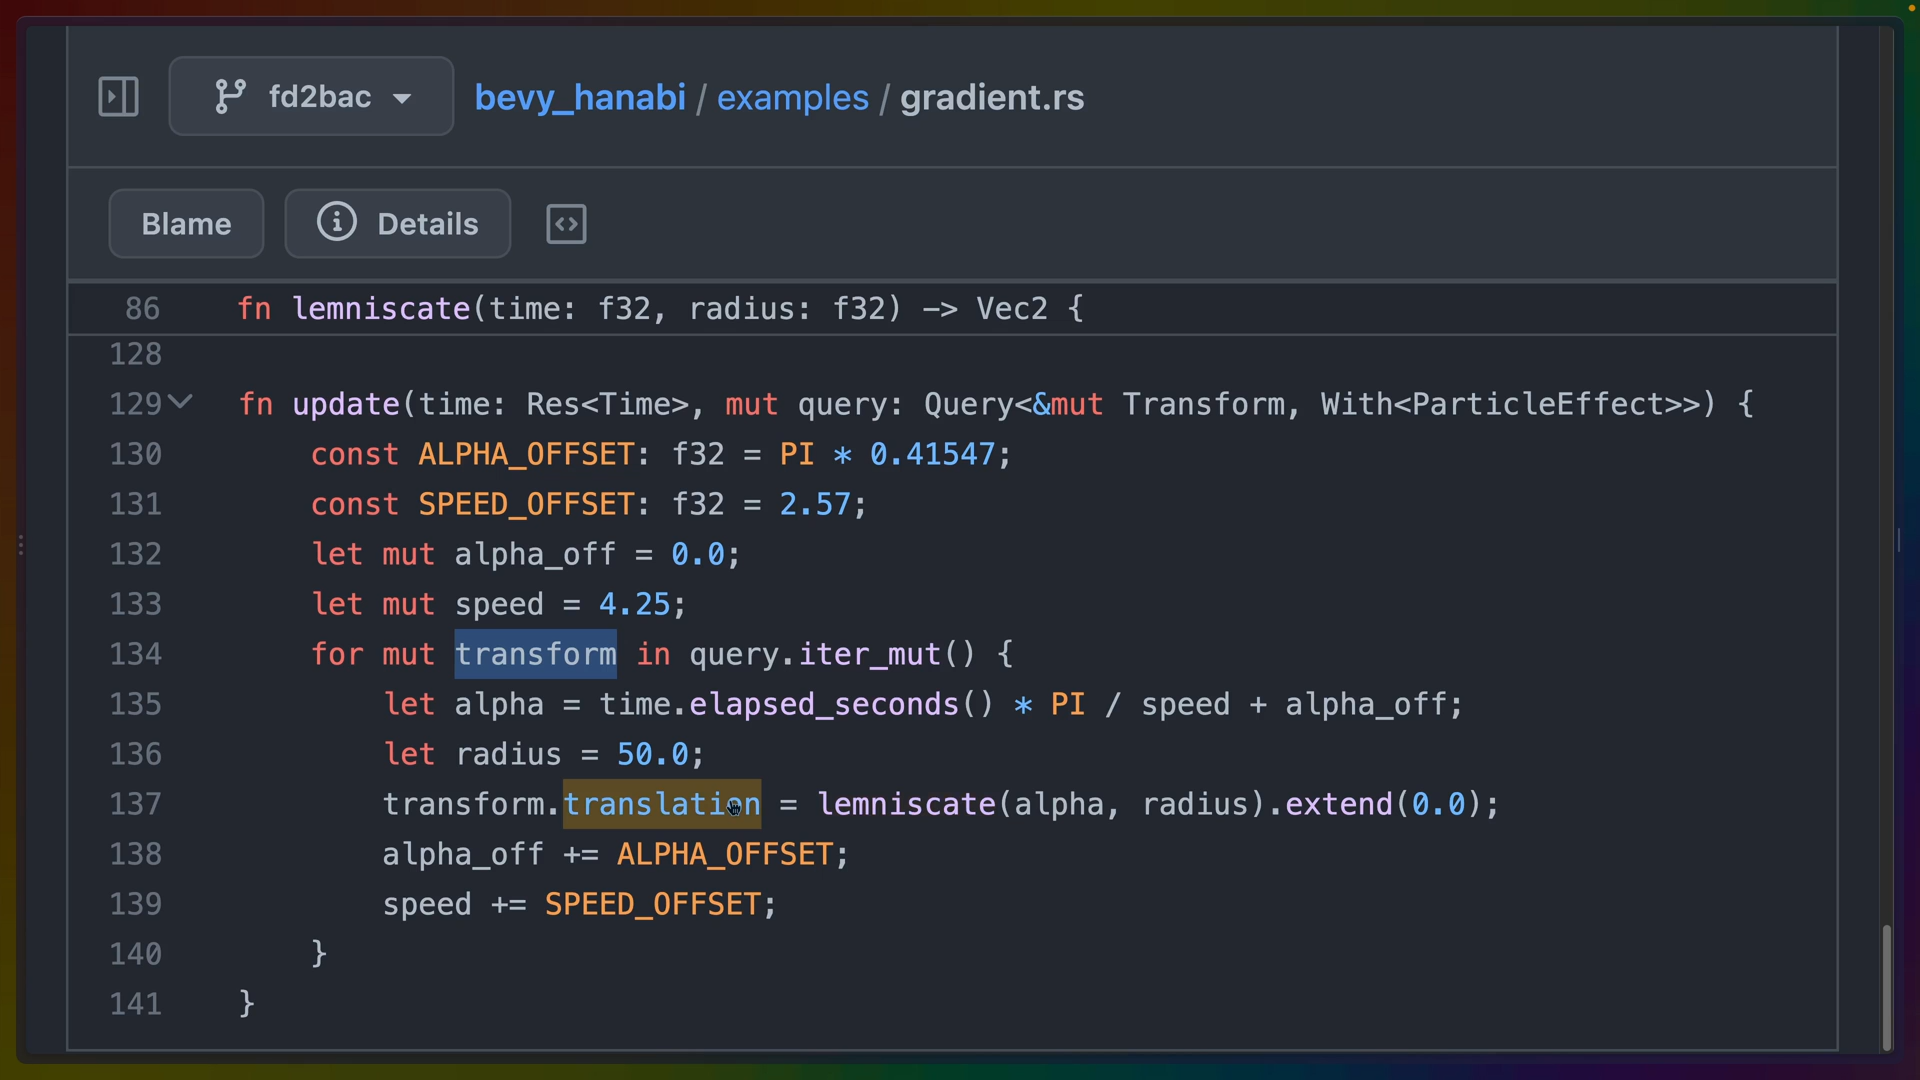 fd2bac bevy_hanabi / examples / gradient.rs
Blame Details
86 fn lemniscate(time: f32, radius: f32) -> Vec2 {
128
129 fn update(time: Res<Time>, mut query: Query<&mut Transform, With<ParticleEffect>>) {
130 const ALPHA_OFFSET: f32 = PI * 0.41547;
131 const SPEED_OFFSET: f32 = 2.57;
132 let mut alpha_off = 0.0;
133 let mut speed = 4.25;
134 for mut transform in query.iter_mut() {
135 let alpha = time.elapsed_seconds() * PI / speed + alpha_off;
136 let radius = 50.0;
137 transform.translation = lemniscate(alpha, radius).extend(0.0);
138 alpha_off += ALPHA_OFFSET;
139 speed += SPEED_OFFSET;
140 }
141 }